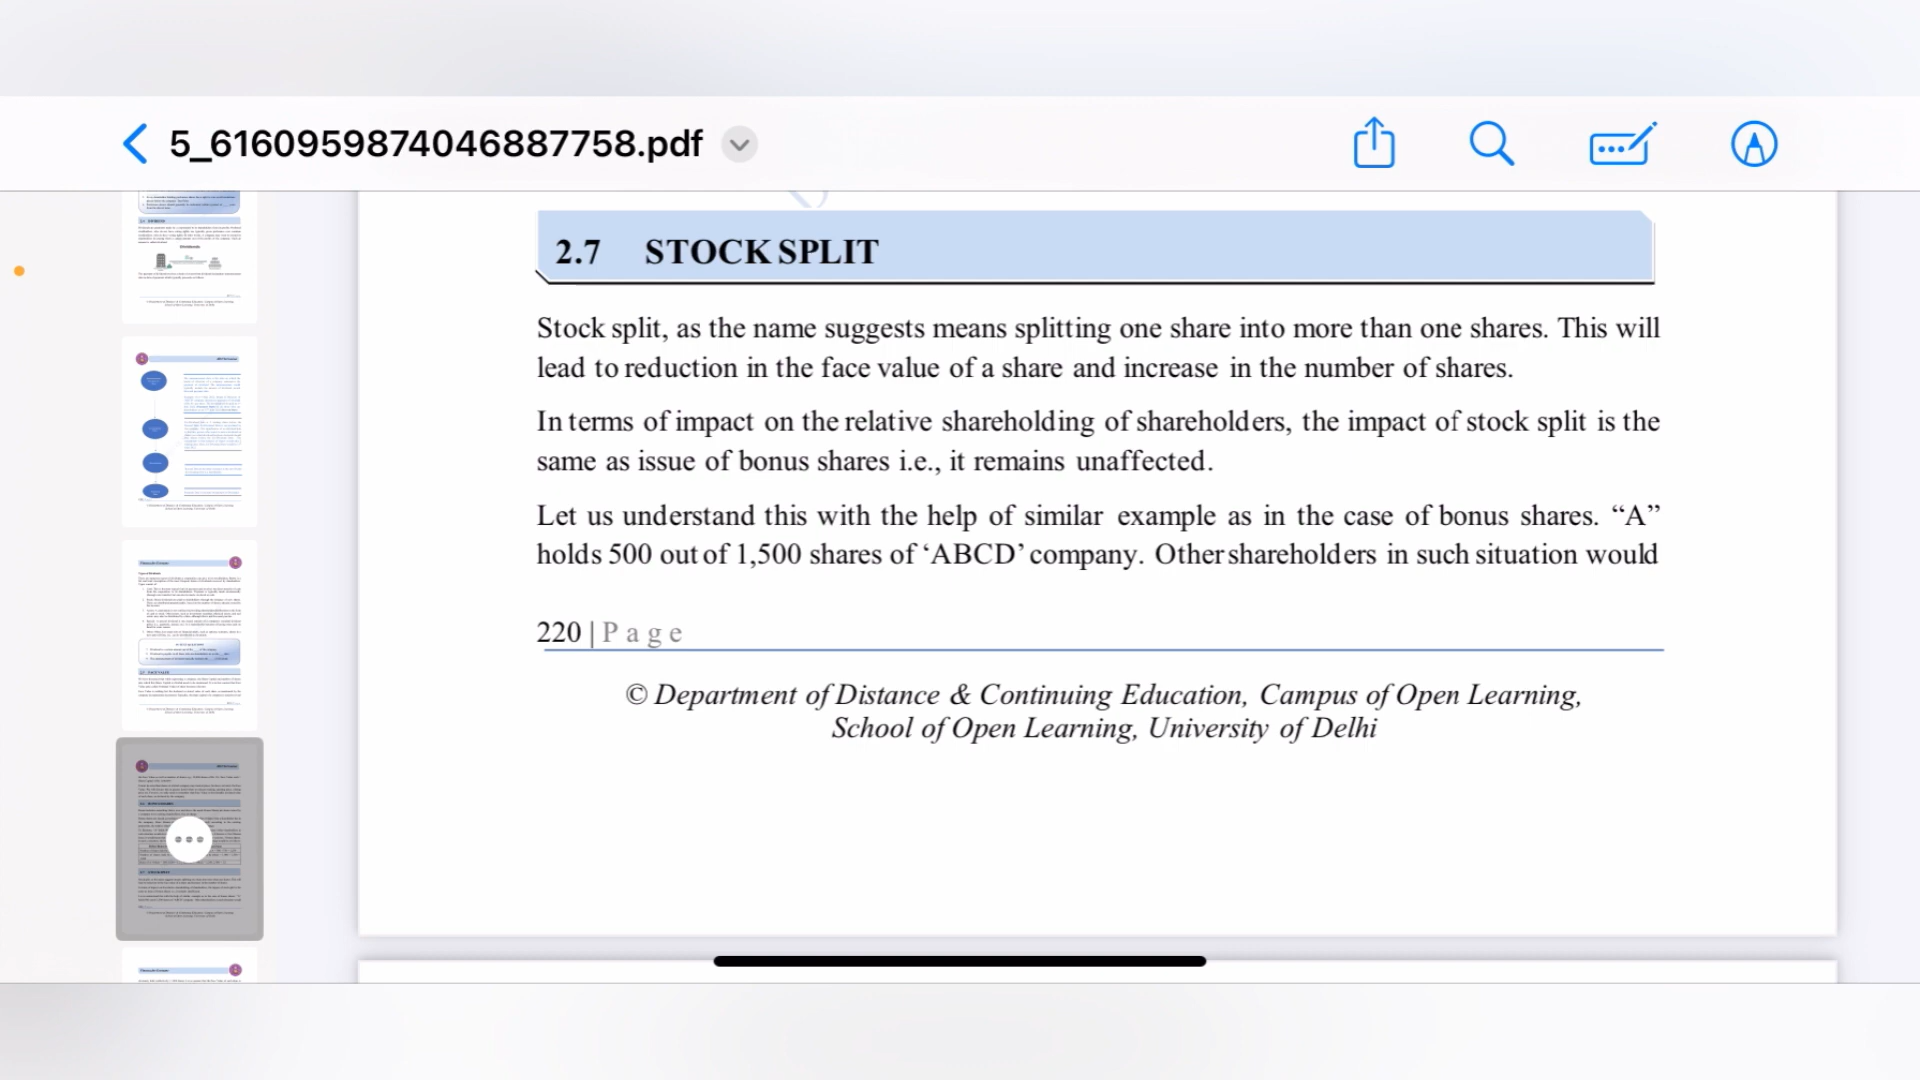 5_6160959874046887758.pdf
2.7 STOCK SPLIT
Stock split, as the name suggests means splitting one share into more than one shares. This will
lead to reduction in the face value of a share and increase in the number of shares.
In terms of impact on the relative shareholding of shareholders, the impact of stock split is the
same as issue of bonus shares i.e., it remains unaffected.
Let us understand this with the help of similar example as in the case of bonus shares. “A”
holds 500 out of 1,500 shares of ‘ABCD’ company. Other shareholders in such situation would
220 | Page
© Department of Distance & Continuing Education, Campus of Open Learning,
School of Open Learning, University of Delhi